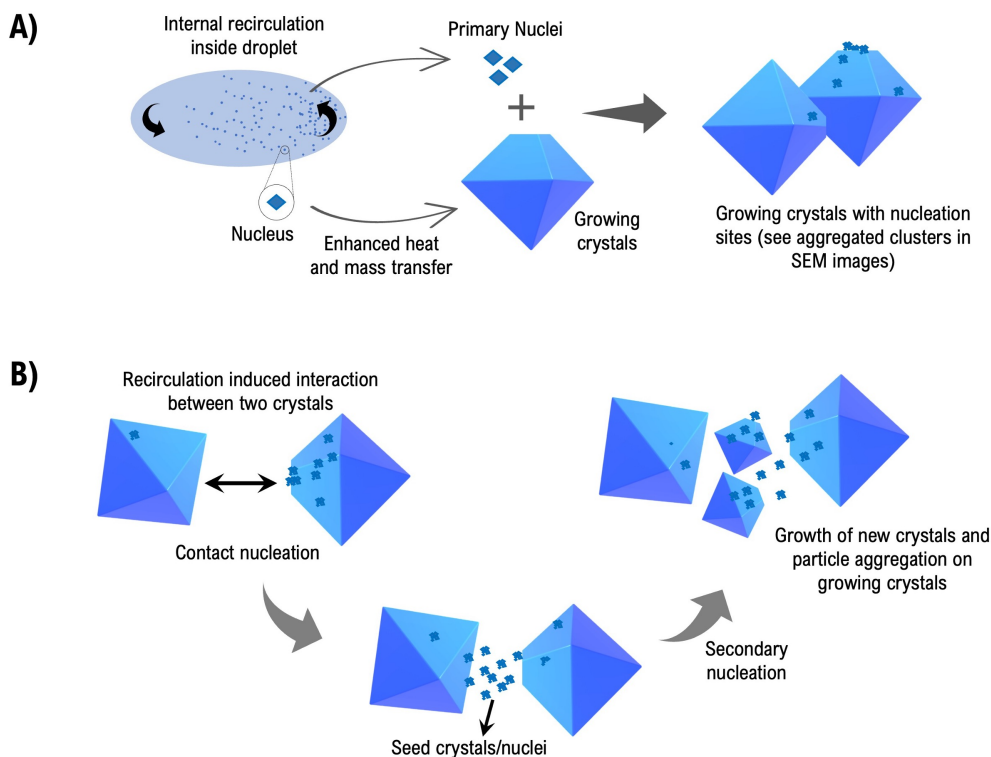 A)
Internal recirculation
inside droplet
Primary Nuclei
Nucleus
Enhanced heat
and mass transfer
Growing
crystals
Growing crystals with nucleation
sites (see aggregated clusters in
SEM images)
B)
Recirculation induced interaction
between two crystals
Contact nucleation
Growth of new crystals and
particle aggregation on
growing crystals
Secondary
nucleation
Seed crystals/nuclei